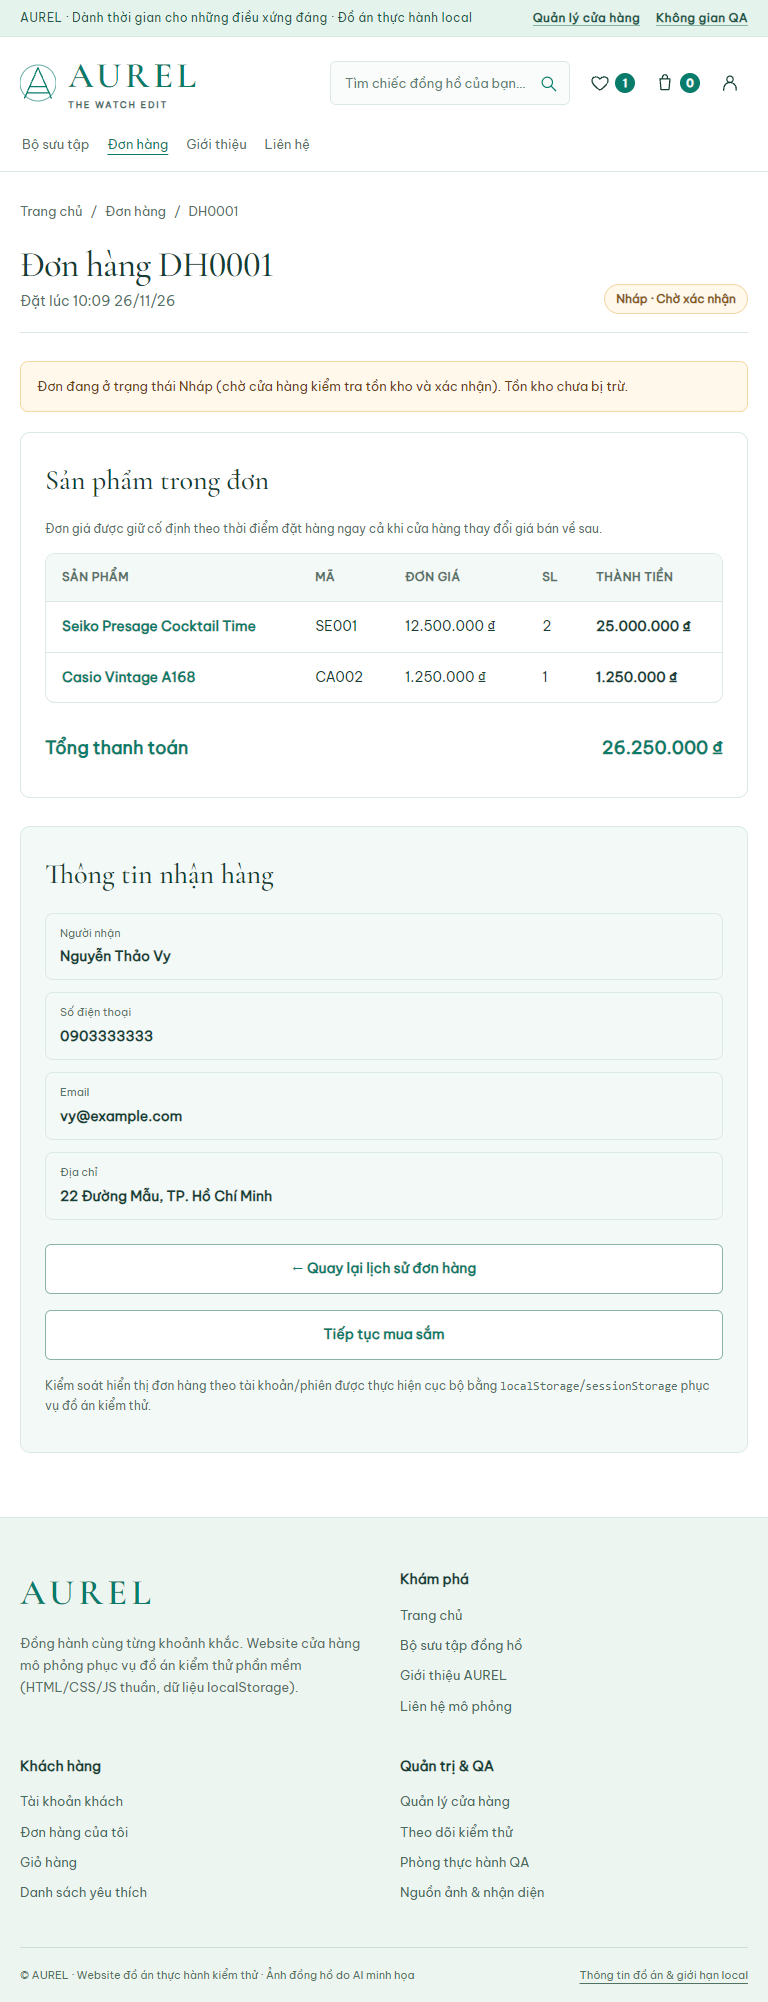 AUREL · Dành thời gian cho những điều xứng đáng · Đồ án thực hành local
Quản lý cửa hàng
Không gian QA
AUREL
THE WATCH EDIT
Tìm chiếc đồng hồ của bạn...
1
0
Bộ sưu tập
Đơn hàng
Giới thiệu
Liên hệ
Trang chủ / Đơn hàng / DH0001
Đơn hàng DH0001
Đặt lúc 10:09 26/11/26
Nháp · Chờ xác nhận
Đơn đang ở trạng thái Nháp (chờ cửa hàng kiểm tra tồn kho và xác nhận). Tồn kho chưa bị trừ.
Sản phẩm trong đơn
Đơn giá được giữ cố định theo thời điểm đặt hàng ngay cả khi cửa hàng thay đổi giá bán về sau.
SẢN PHẨM MÃ ĐƠN GIÁ SL THÀNH TIỀN
Seiko Presage Cocktail Time SE001 12.500.000 ₫ 2 25.000.000 ₫
Casio Vintage A168 CA002 1.250.000 ₫ 1 1.250.000 ₫
Tổng thanh toán 26.250.000 ₫
Thông tin nhận hàng
Người nhận
Nguyễn Thảo Vy
Số điện thoại
0903333333
Email
vy@example.com
Địa chỉ
22 Đường Mẫu, TP. Hồ Chí Minh
← Quay lại lịch sử đơn hàng
Tiếp tục mua sắm
Kiểm soát hiển thị đơn hàng theo tài khoản/phiên được thực hiện cục bộ bằng localStorage/sessionStorage phục
vụ đồ án kiểm thử.
AUREL
Đồng hành cùng từng khoảnh khắc. Website cửa hàng
mô phỏng phục vụ đồ án kiểm thử phần mềm
(HTML/CSS/JS thuần, dữ liệu localStorage).
Khám phá
Trang chủ
Bộ sưu tập đồng hồ
Giới thiệu AUREL
Liên hệ mô phỏng
Khách hàng
Tài khoản khách
Đơn hàng của tôi
Giỏ hàng
Danh sách yêu thích
Quản trị & QA
Quản lý cửa hàng
Theo dõi kiểm thử
Phòng thực hành QA
Nguồn ảnh & nhận diện
© AUREL · Website đồ án thực hành kiểm thử · Ảnh đồng hồ do AI minh họa
Thông tin đồ án & giới hạn local